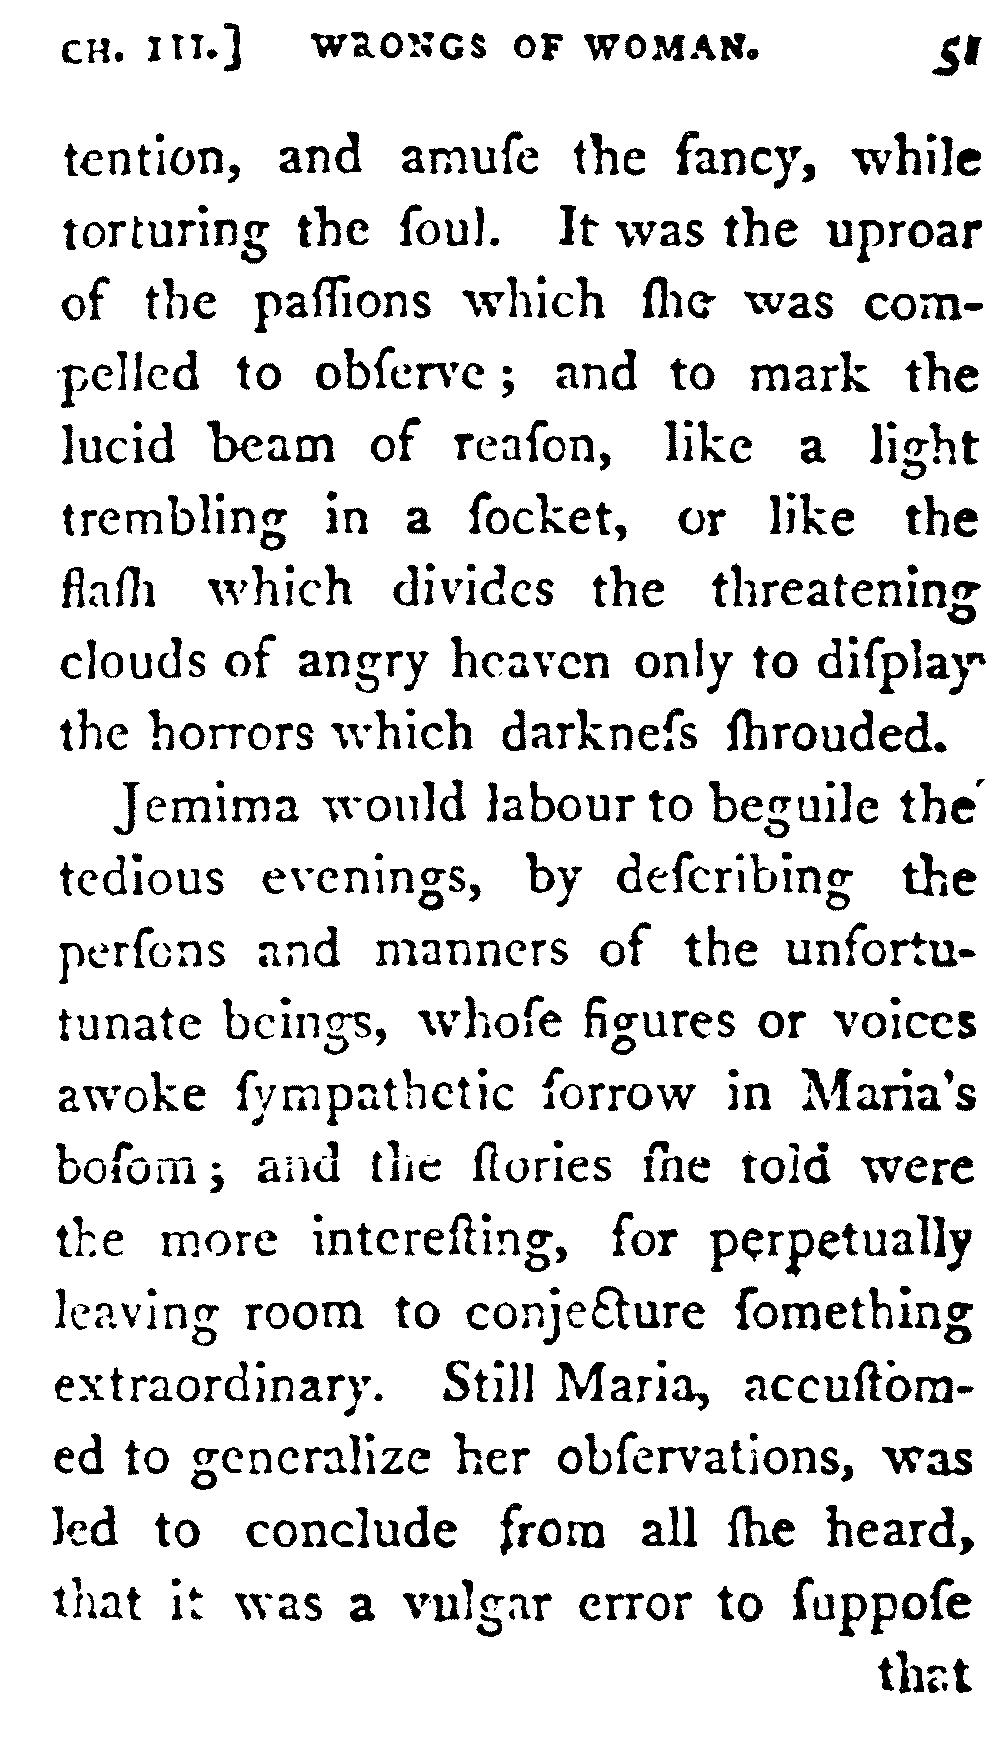 CH. III.] WRONGS OF WOMAN. 51
tention, and amuſe the fancy, while
torturing the ſoul. It was the uproar
of the paſſions which ſhe was com-
pelled to obſerve; and to mark the
lucid beam of reaſon, like a light
trembling in a ſocket, or like the
flaſh which divides the threatening
clouds of angry heaven only to diſplay
the horrors which darkneſs ſhrouded.
Jemima would labour to beguile the
tedious evenings, by deſcribing the
perſons and manners of the unfortu-
tunate beings, whoſe figures or voices
awoke ſympathetic ſorrow in Maria's
boſom; and the ſtories ſhe told were
the more intereſting, for perpetually
leaving room to conjecture ſomething
extraordinary. Still Maria, accuſtom-
ed to generalize her obſervations, was
led to conclude from all ſhe heard,
that it was a vulgar error to ſuppoſe
that